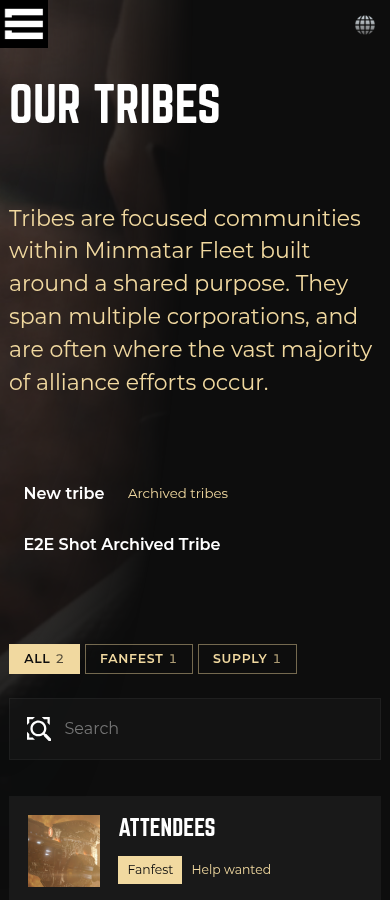 OUR TRIBES
Tribes are focused communities
within Minmatar Fleet built
around a shared purpose. They
span multiple corporations, and
are often where the vast majority
of alliance efforts occur.
New tribe Archived tribes
E2E Shot Archived Tribe
ALL 2 FANFEST 1 SUPPLY 1
Search
ATTENDEES
Fanfest Help wanted